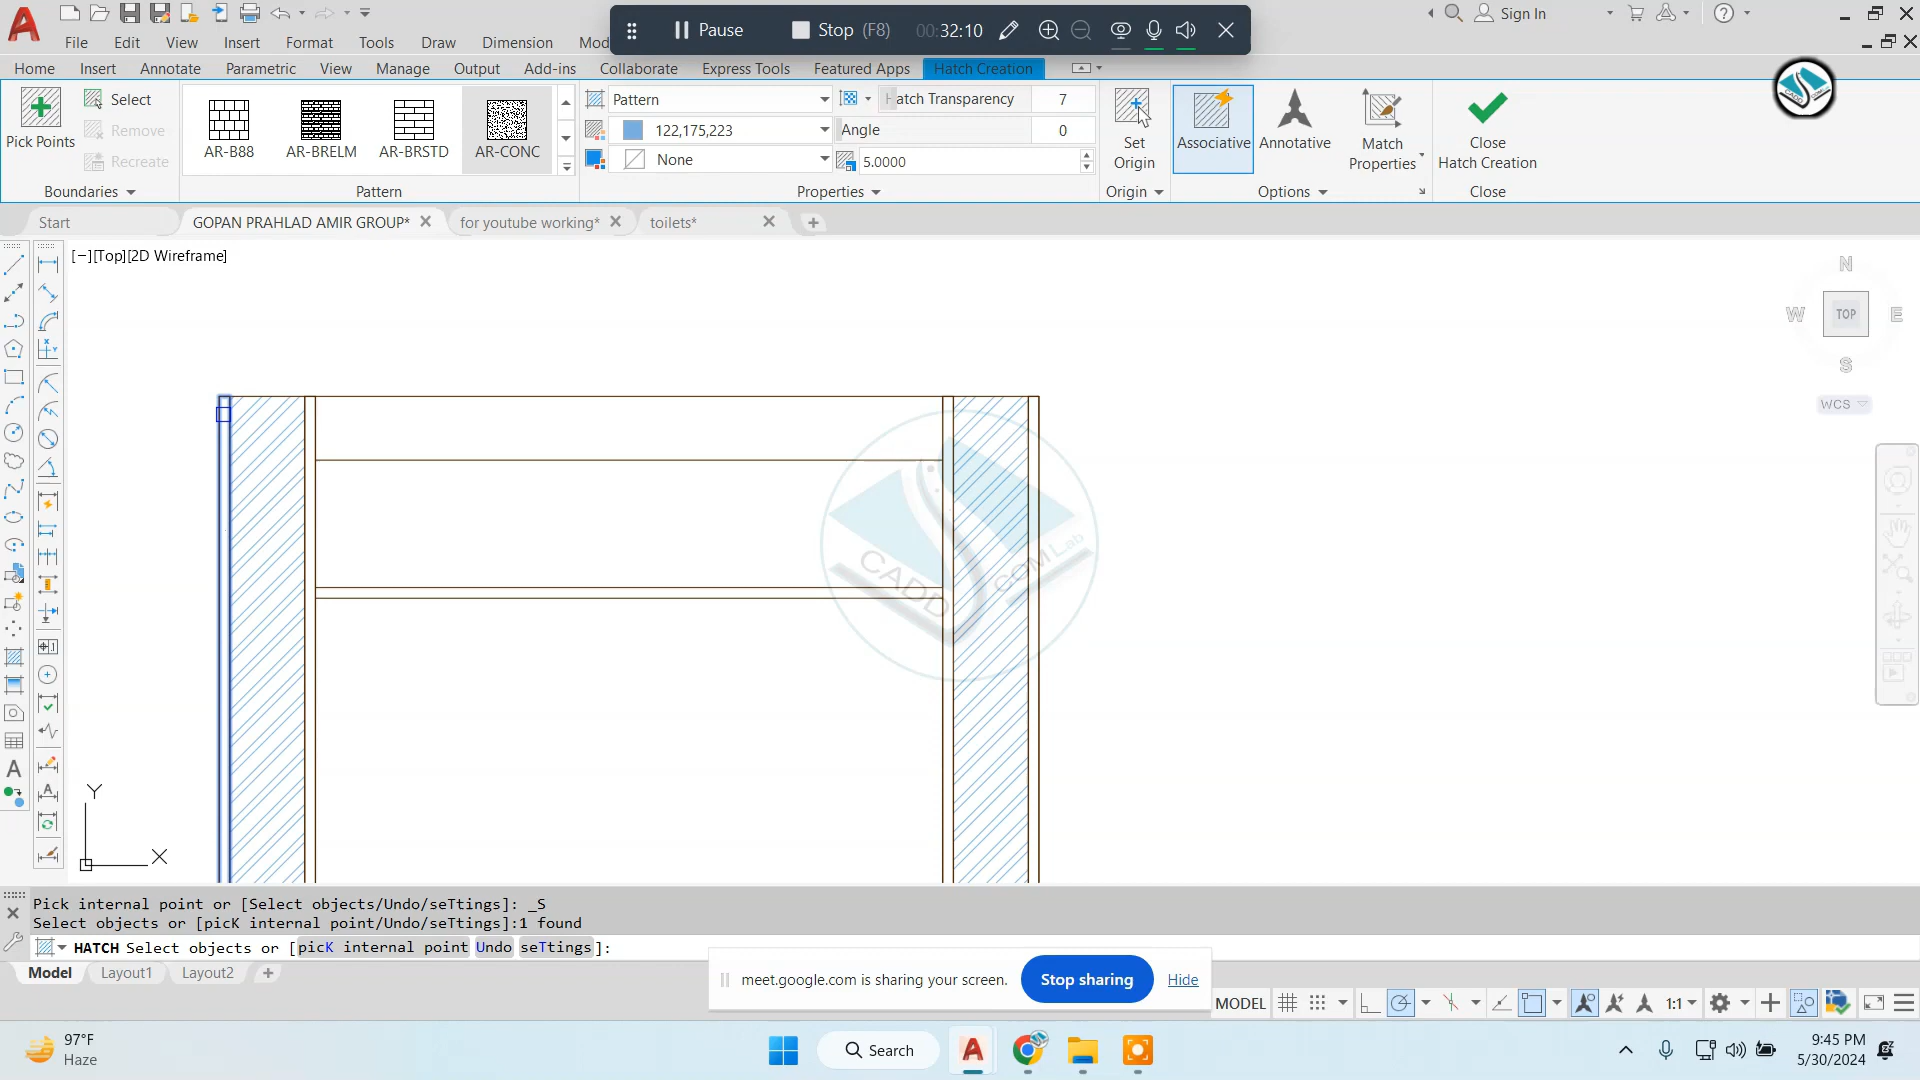 Pause
Stop (F8)
00:32:10
Sign In
File Edit View Insert Format Tools Draw Dimension
Home Insert Annotate Parametric View Manage Output Add-ins Collaborate Express Tools Featured Apps Hatch Creation
Pick Points
Select
Remove
Recreate
Boundaries
AR-B88
AR-BRELM
AR-BRSTD
AR-CONC
Pattern
Pattern
122,175,223
None
Hatch Transparency 7
Angle 0
5.0000
Properties
Set
Origin
Origin
Associative
Annotative
Match
Properties
Options
Close
Hatch Creation
Close
Start
GOPAN PRAHLAD AMIR GROUP*
for youtube working*
toilets*
[−][Top][2D Wireframe]
N
W
TOP
E
S
WCS
CADD
COM Lab
Y
X
Pick internal point or [Select objects/Undo/seTtings]: _S
Select objects or [picK internal point/Undo/seTtings]:1 found
HATCH Select objects or [picK internal point Undo seTtings]:
Model Layout1 Layout2
meet.google.com is sharing your screen.
Stop sharing
Hide
MODEL
1:1
97°F
Haze
Search
9:45 PM
5/30/2024